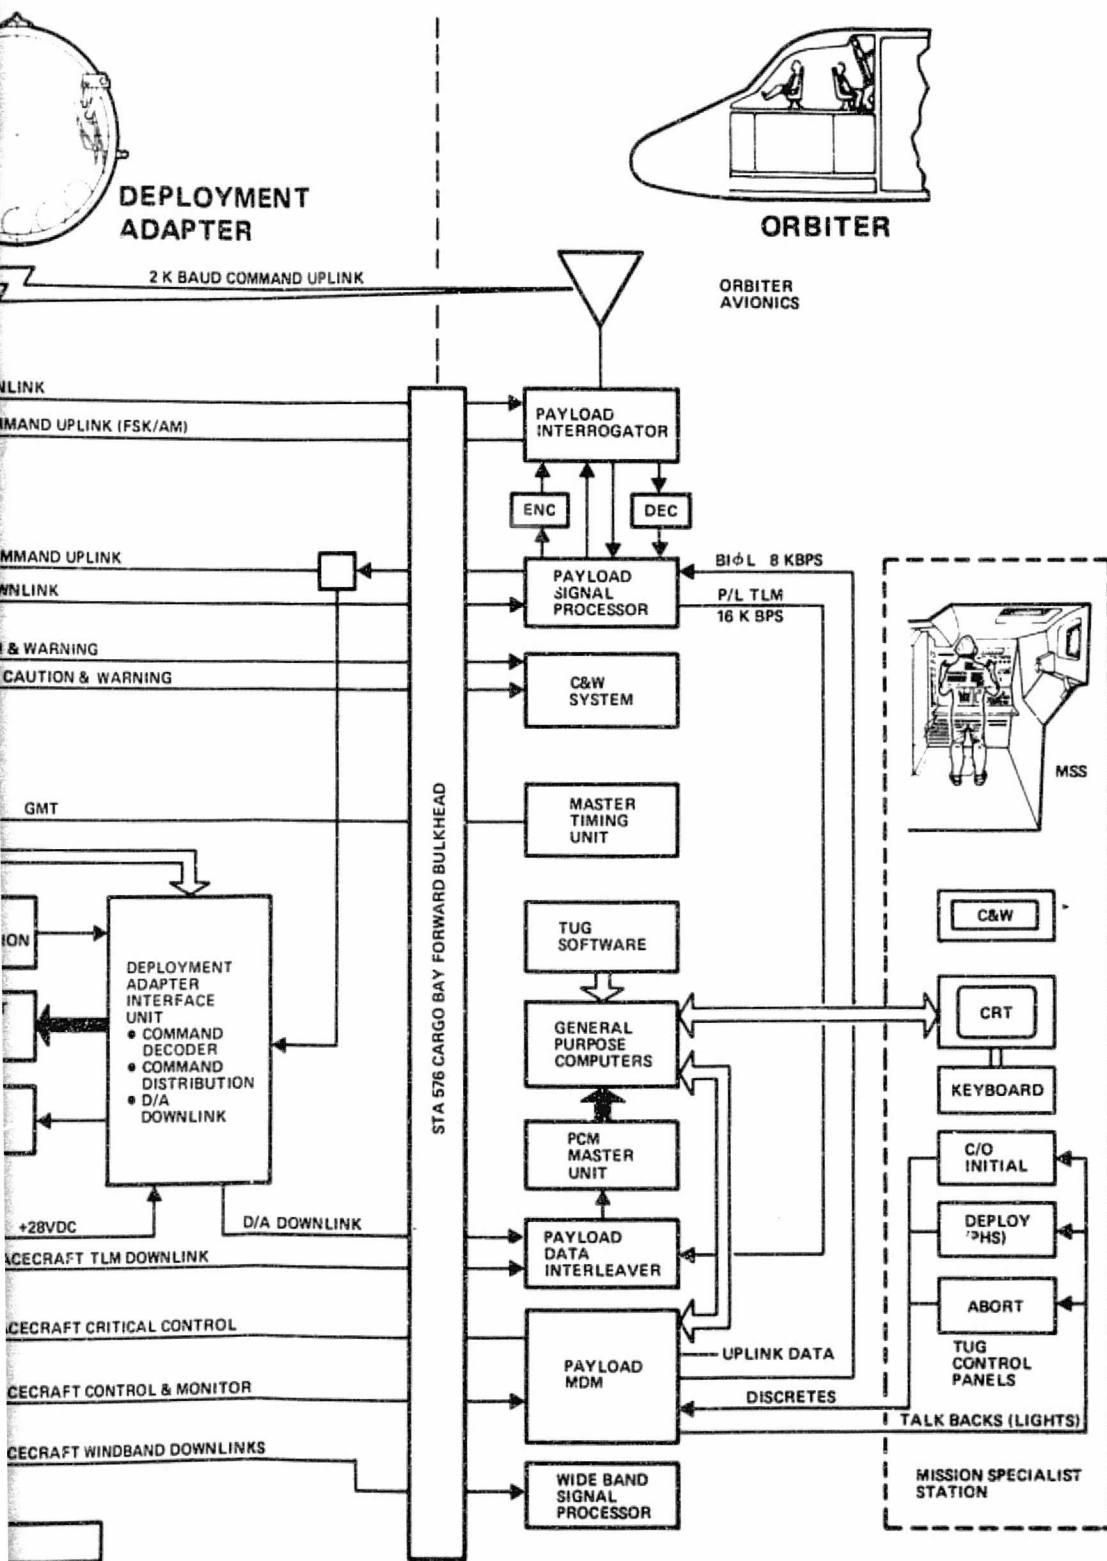 DEPLOYMENT
ADAPTER
ORBITER
2 K BAUD COMMAND UPLINK
ORBITER
AVIONICS
NLINK
MMAND UPLINK (FSK/AM)
PAYLOAD
INTERROGATOR
ENC
DEC
MMAND UPLINK
WNLINK
PAYLOAD
SIGNAL
PROCESSOR
BIϕL 8 KBPS
P/L TLM
16 K BPS
& WARNING
CAUTION & WARNING
C&W
SYSTEM
MSS
GMT
MASTER
TIMING
UNIT
STA 576 CARGO BAY FORWARD BULKHEAD
C&W
TUG
SOFTWARE
ION
DEPLOYMENT
ADAPTER
INTERFACE
UNIT
● COMMAND
DECODER
● COMMAND
DISTRIBUTION
● D/A
DOWNLINK
T
GENERAL
PURPOSE
COMPUTERS
CRT
KEYBOARD
PCM
MASTER
UNIT
C/O
INITIAL
+28VDC
D/A DOWNLINK
PAYLOAD
DATA
INTERLEAVER
DEPLOY
(PHS)
ACECRAFT TLM DOWNLINK
ABORT
TUG
CONTROL
PANELS
ACECRAFT CRITICAL CONTROL
PAYLOAD
MDM
UPLINK DATA
ACECRAFT CONTROL & MONITOR
DISCRETES
TALK BACKS (LIGHTS)
ACECRAFT WINDBAND DOWNLINKS
WIDE BAND
SIGNAL
PROCESSOR
MISSION SPECIALIST
STATION